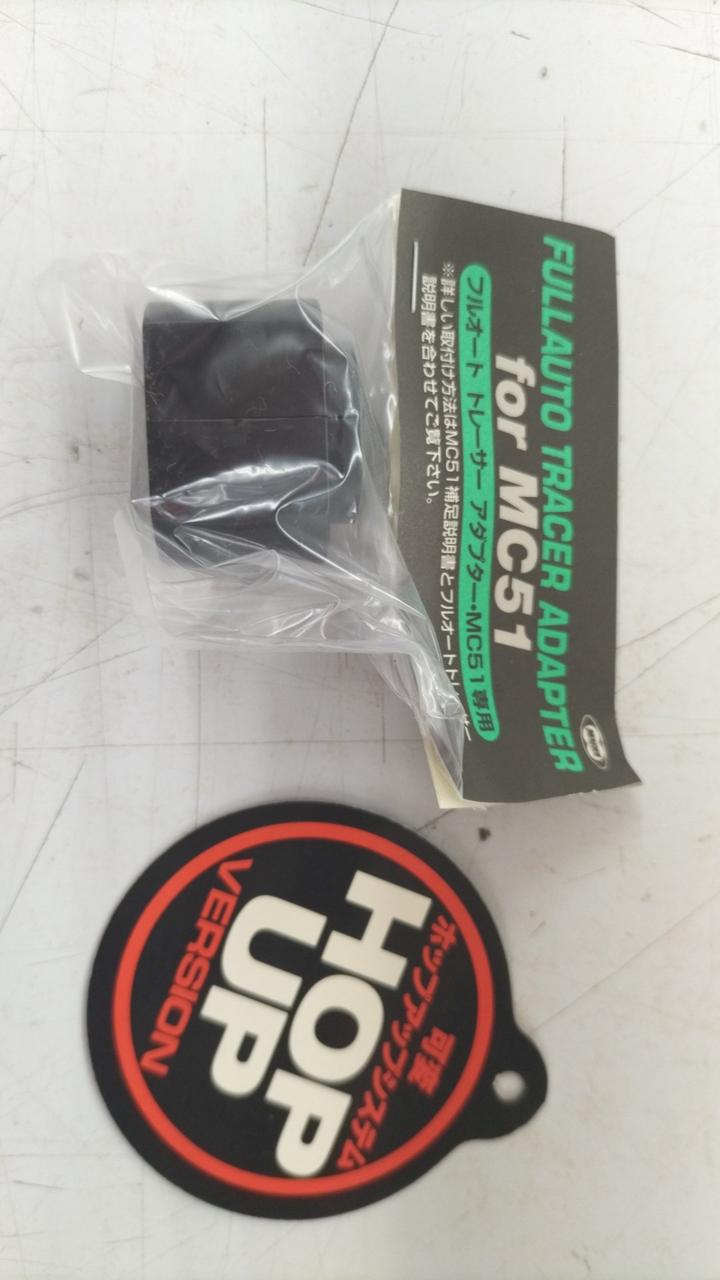 FULLAUTO TRACER ADAPTER
for MC51
フルオート トレーサー アダプター・MC51専用
※詳しい取付け方法はMC51補足説明書とフルオートトレーサー
説明書を合わせてご覧下さい。
可変
ホップアップシステム
HOP
UP
VERSION